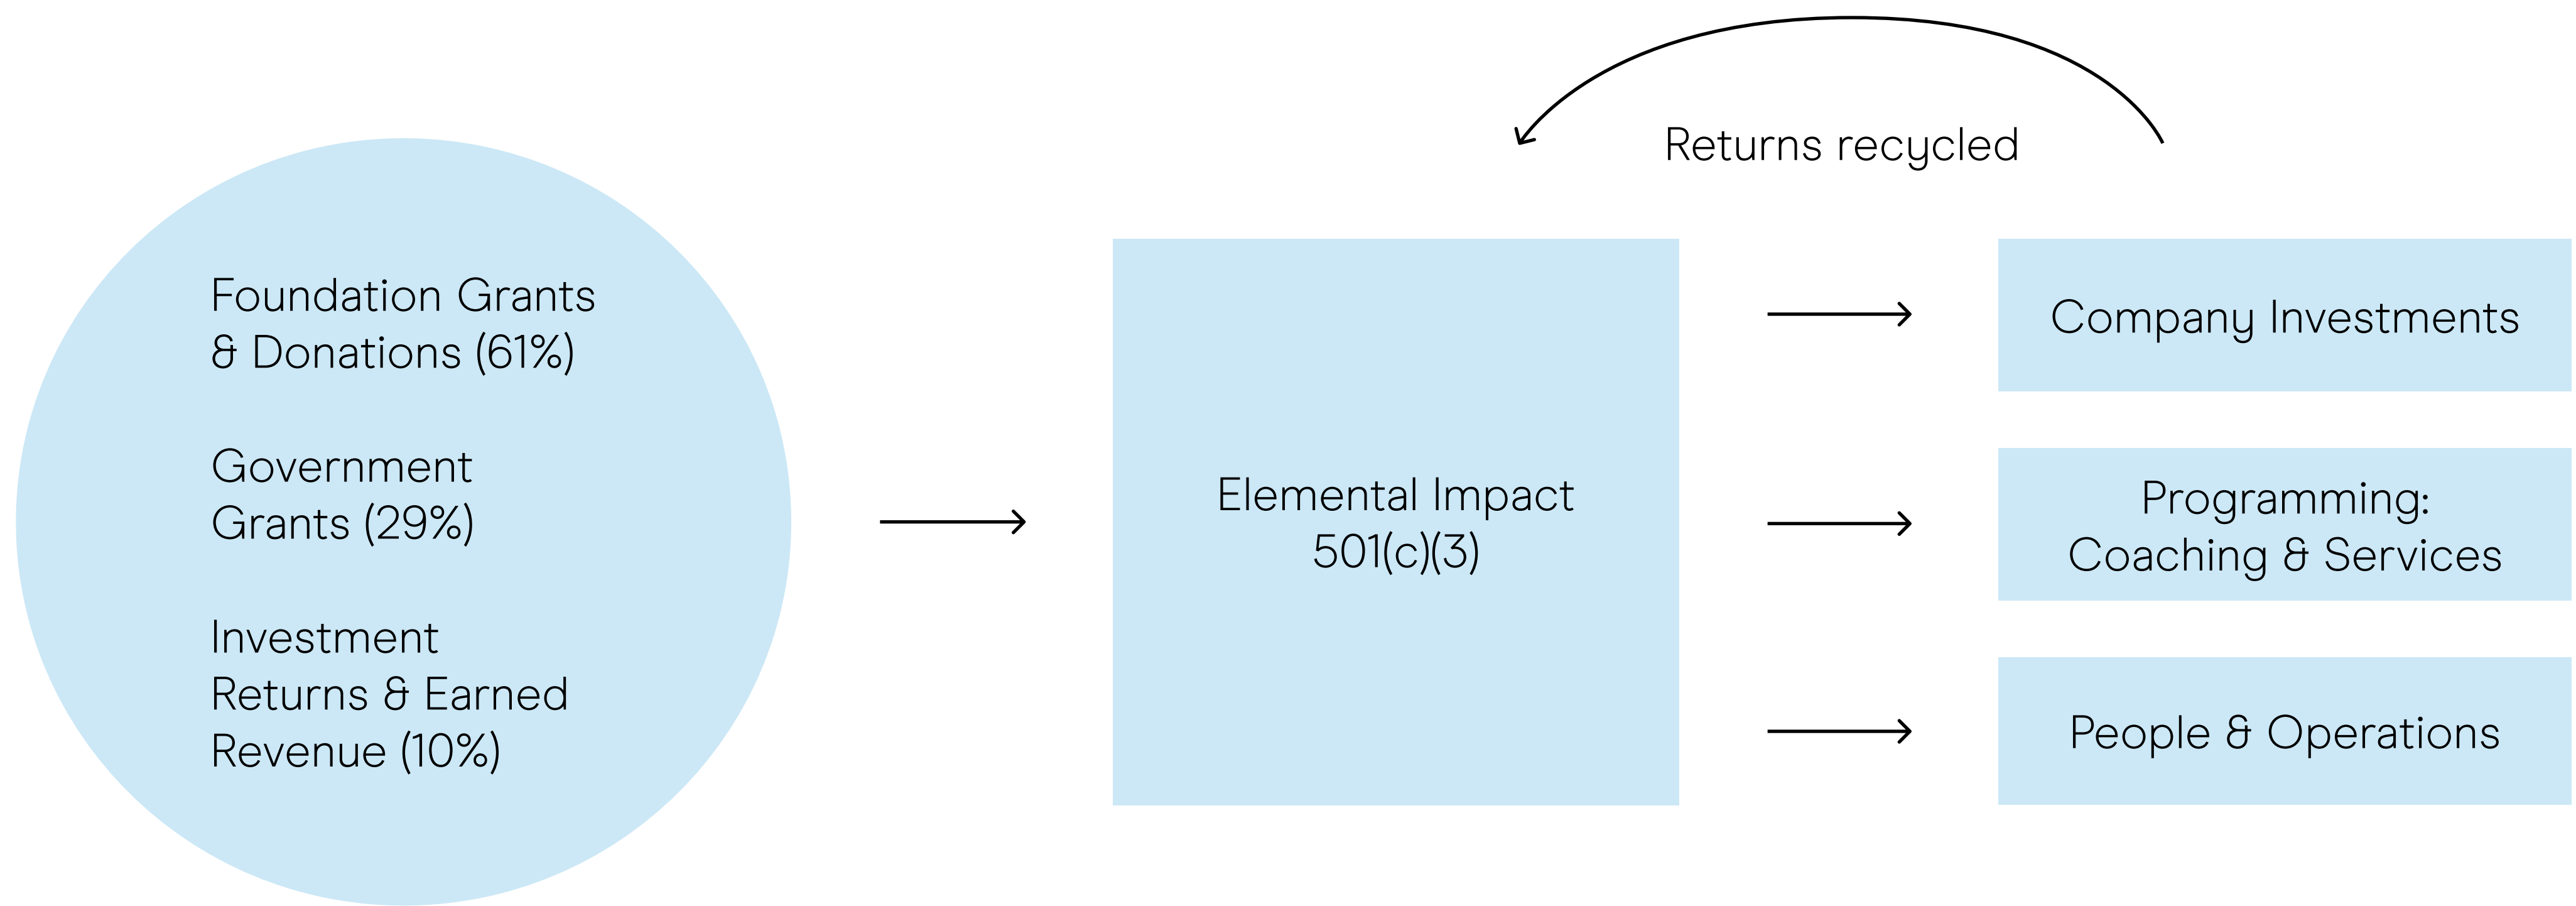 Returns recycled
Foundation Grants
& Donations (61%)
Government
Grants (29%)
Investment
Returns & Earned
Revenue (10%)
Elemental Impact
501(c)(3)
Company Investments
Programming:
Coaching & Services
People & Operations